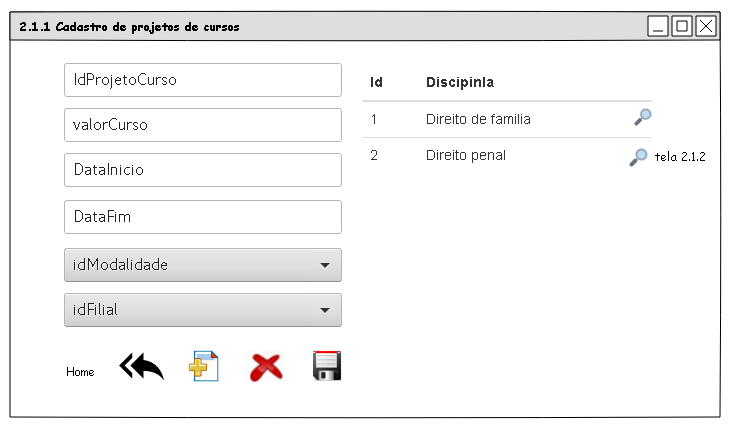 2.1.1 Cadastro de projetos de cursos
IdProjetoCurso
valorCurso
DataInicio
DataFim
idModalidade
idFilial
Home
Id Discipinla
1 Direito de familia
2 Direito penal tela 2.1.2